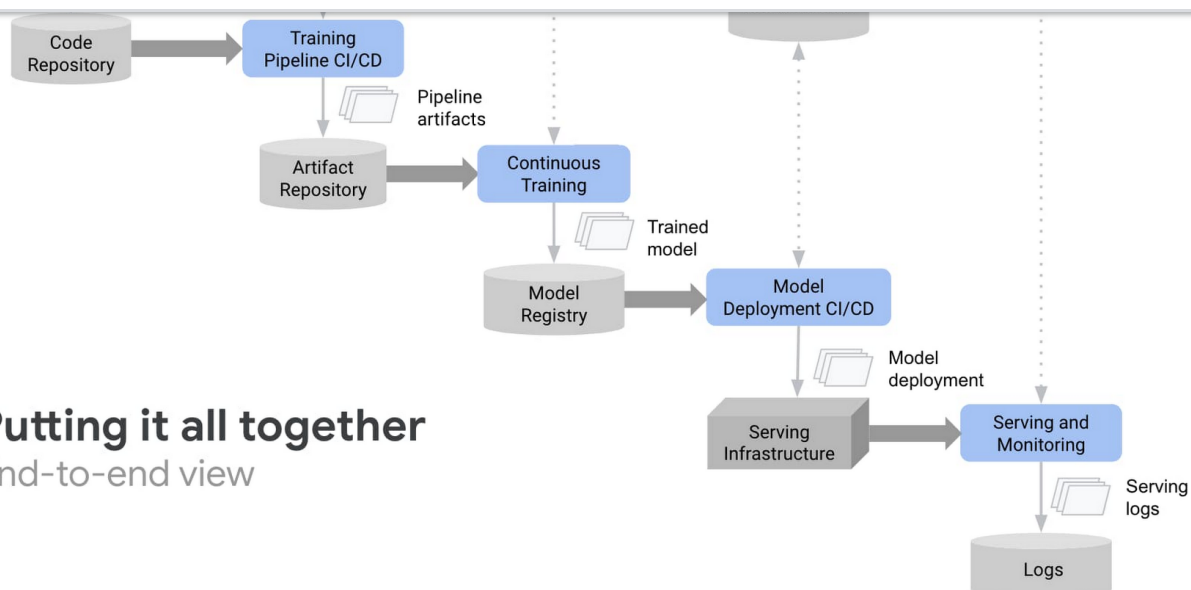 Code
Repository
Training
Pipeline CI/CD
Pipeline
artifacts
Artifact
Repository
Continuous
Training
Trained
model
Model
Registry
Model
Deployment CI/CD
Model
deployment
utting it all together
nd-to-end view
Serving
Infrastructure
Serving and
Monitoring
Serving
logs
Logs